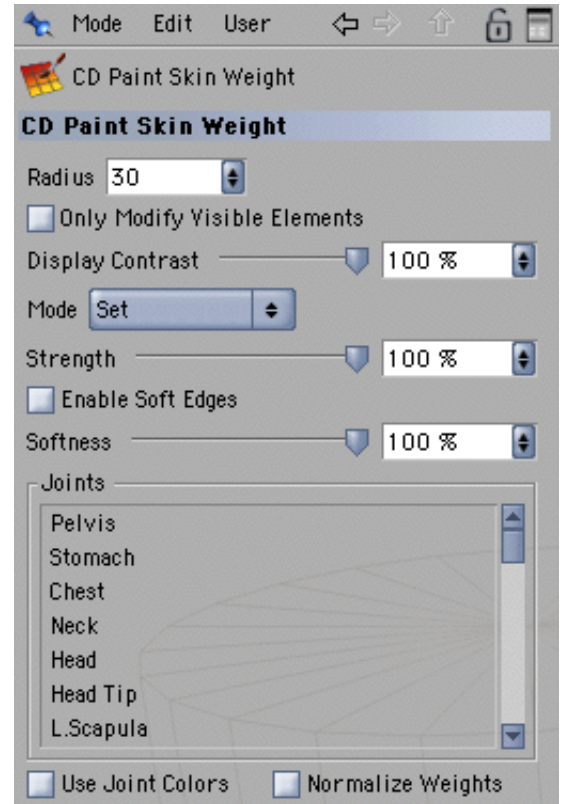 Mode Edit User
CD Paint Skin Weight
CD Paint Skin Weight
Radius 30
Only Modify Visible Elements
Display Contrast 100 %
Mode Set
Strength 100 %
Enable Soft Edges
Softness 100 %
Joints
Pelvis
Stomach
Chest
Neck
Head
Head Tip
L.Scapula
Use Joint Colors Normalize Weights